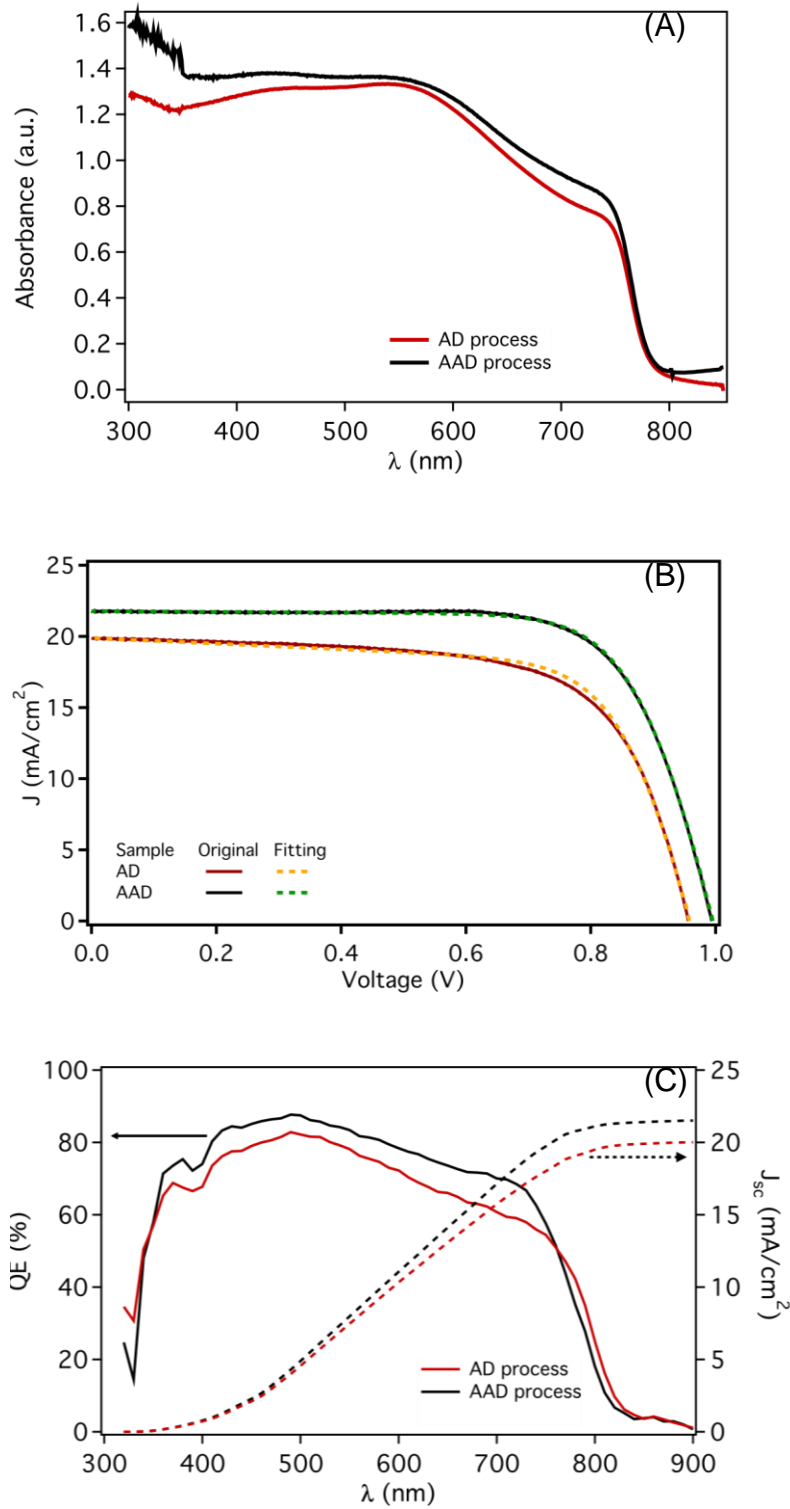 (A)
1.6
1.4
1.2
1.0
0.8
0.6
0.4
0.2
0.0
Absorbance (a.u.)
AD process
AAD process
300 400 500 600 700 800
λ (nm)
(B)
25
20
15
10
5
0
J (mA/cm²)
Sample Original Fitting
AD
AAD
0.0 0.2 0.4 0.6 0.8 1.0
Voltage (V)
(C)
100
80
60
40
20
0
QE (%)
25
20
15
10
5
0
Jsc (mA/cm²)
AD process
AAD process
300 400 500 600 700 800 900
λ (nm)